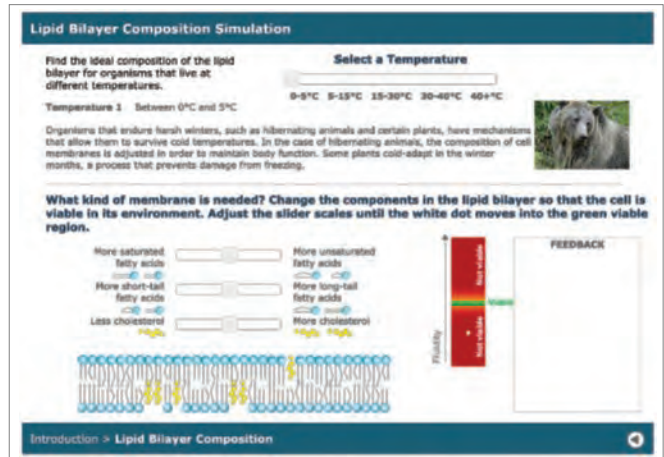 Lipid Bilayer Composition Simulation
Find the ideal composition of the lipid
bilayer for organisms that live at
different temperatures.
Select a Temperature
0-5°C 5-15°C 15-30°C 30-40°C 40+°C
Temperature 1 Between 0°C and 5°C
Organisms that endure harsh winters, such as hibernating animals and certain plants, have mechanisms
that allow them to survive cold temperatures. In the case of hibernating animals, the composition of cell
membranes is adjusted in order to maintain body function. Some plants cold-adapt in the winter
months, a process that prevents damage from freezing.
What kind of membrane is needed? Change the components in the lipid bilayer so that the cell is
viable in its environment. Adjust the slider scales until the white dot moves into the green viable
region.
More saturated
fatty acids
More unsaturated
fatty acids
More short-tail
fatty acids
More long-tail
fatty acids
Less cholesterol
More cholesterol
Fluidity
Not viable
Viable
Not viable
FEEDBACK
Introduction > Lipid Bilayer Composition